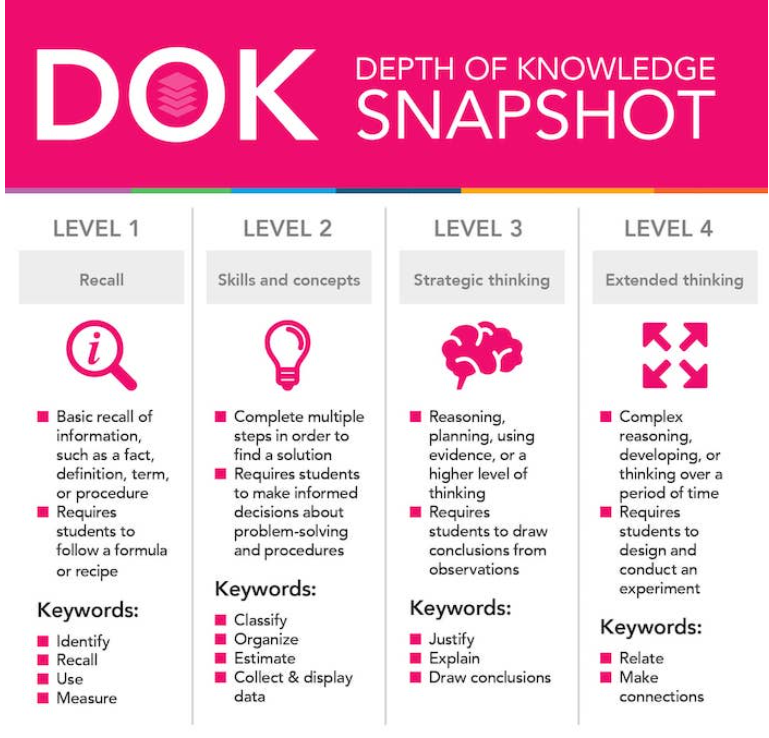 DOK
DEPTH OF KNOWLEDGE
SNAPSHOT
LEVEL 1
Recall
i
Basic recall of
information,
such as a fact,
definition, term,
or procedure
Requires
students to
follow a formula
or recipe
Keywords:
Identify
Recall
Use
Measure
LEVEL 2
Skills and concepts
Complete multiple
steps in order to
find a solution
Requires students
to make informed
decisions about
problem-solving
and procedures
Keywords:
Classify
Organize
Estimate
Collect & display
data
LEVEL 3
Strategic thinking
Reasoning,
planning, using
evidence, or a
higher level of
thinking
Requires
students to draw
conclusions from
observations
Keywords:
Justify
Explain
Draw conclusions
LEVEL 4
Extended thinking
Complex
reasoning,
developing, or
thinking over a
period of time
Requires
students to
design and
conduct an
experiment
Keywords:
Relate
Make
connections